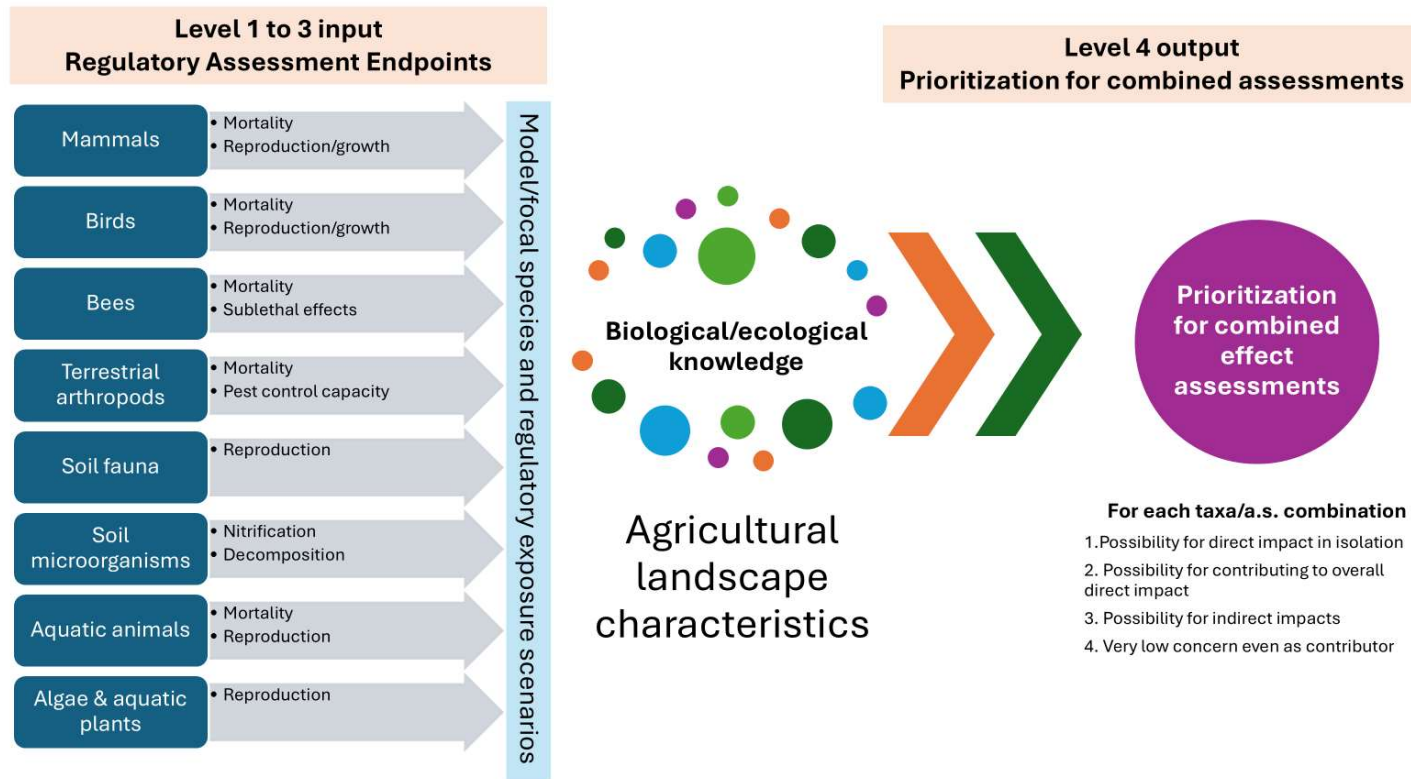 Level 1 to 3 input
Regulatory Assessment Endpoints
Mammals
• Mortality
• Reproduction/growth
Birds
• Mortality
• Reproduction/growth
Bees
• Mortality
• Sublethal effects
Terrestrial
arthropods
• Mortality
• Pest control capacity
Soil fauna
• Reproduction
Soil
microorganisms
• Nitrification
• Decomposition
Aquatic animals
• Mortality
• Reproduction
Algae & aquatic
plants
• Reproduction
Model/focal species and regulatory exposure scenarios
Biological/ecological
knowledge
Agricultural
landscape
characteristics
Level 4 output
Prioritization for combined assessments
Prioritization
for combined
effect
assessments
For each taxa/a.s. combination
1.Possibility for direct impact in isolation
2. Possibility for contributing to overall
direct impact
3. Possibility for indirect impacts
4. Very low concern even as contributor